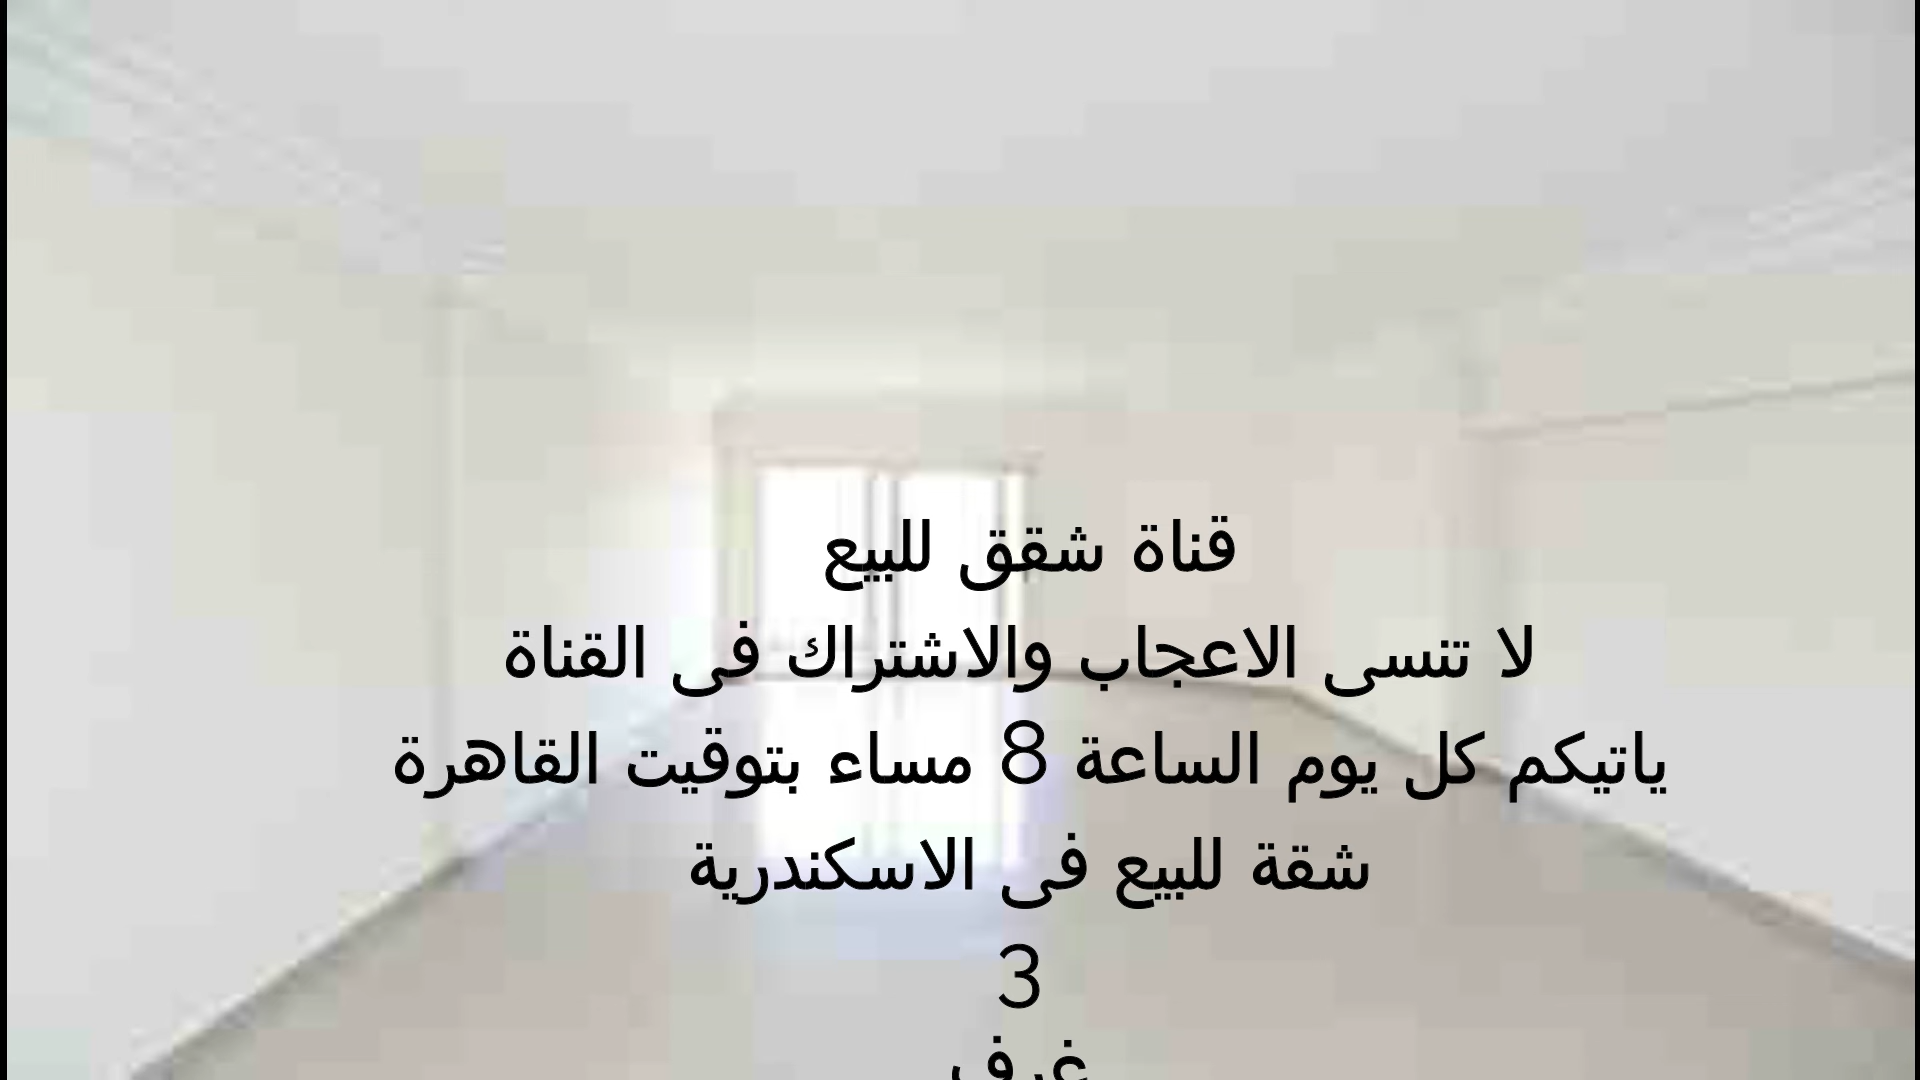 قناة شقق للبيع
لا تنسى الاعجاب والاشتراك فى القناة
ياتيكم كل يوم الساعة 8 مساء بتوقيت القاهرة
شقة للبيع فى الاسكندرية
3
غرف